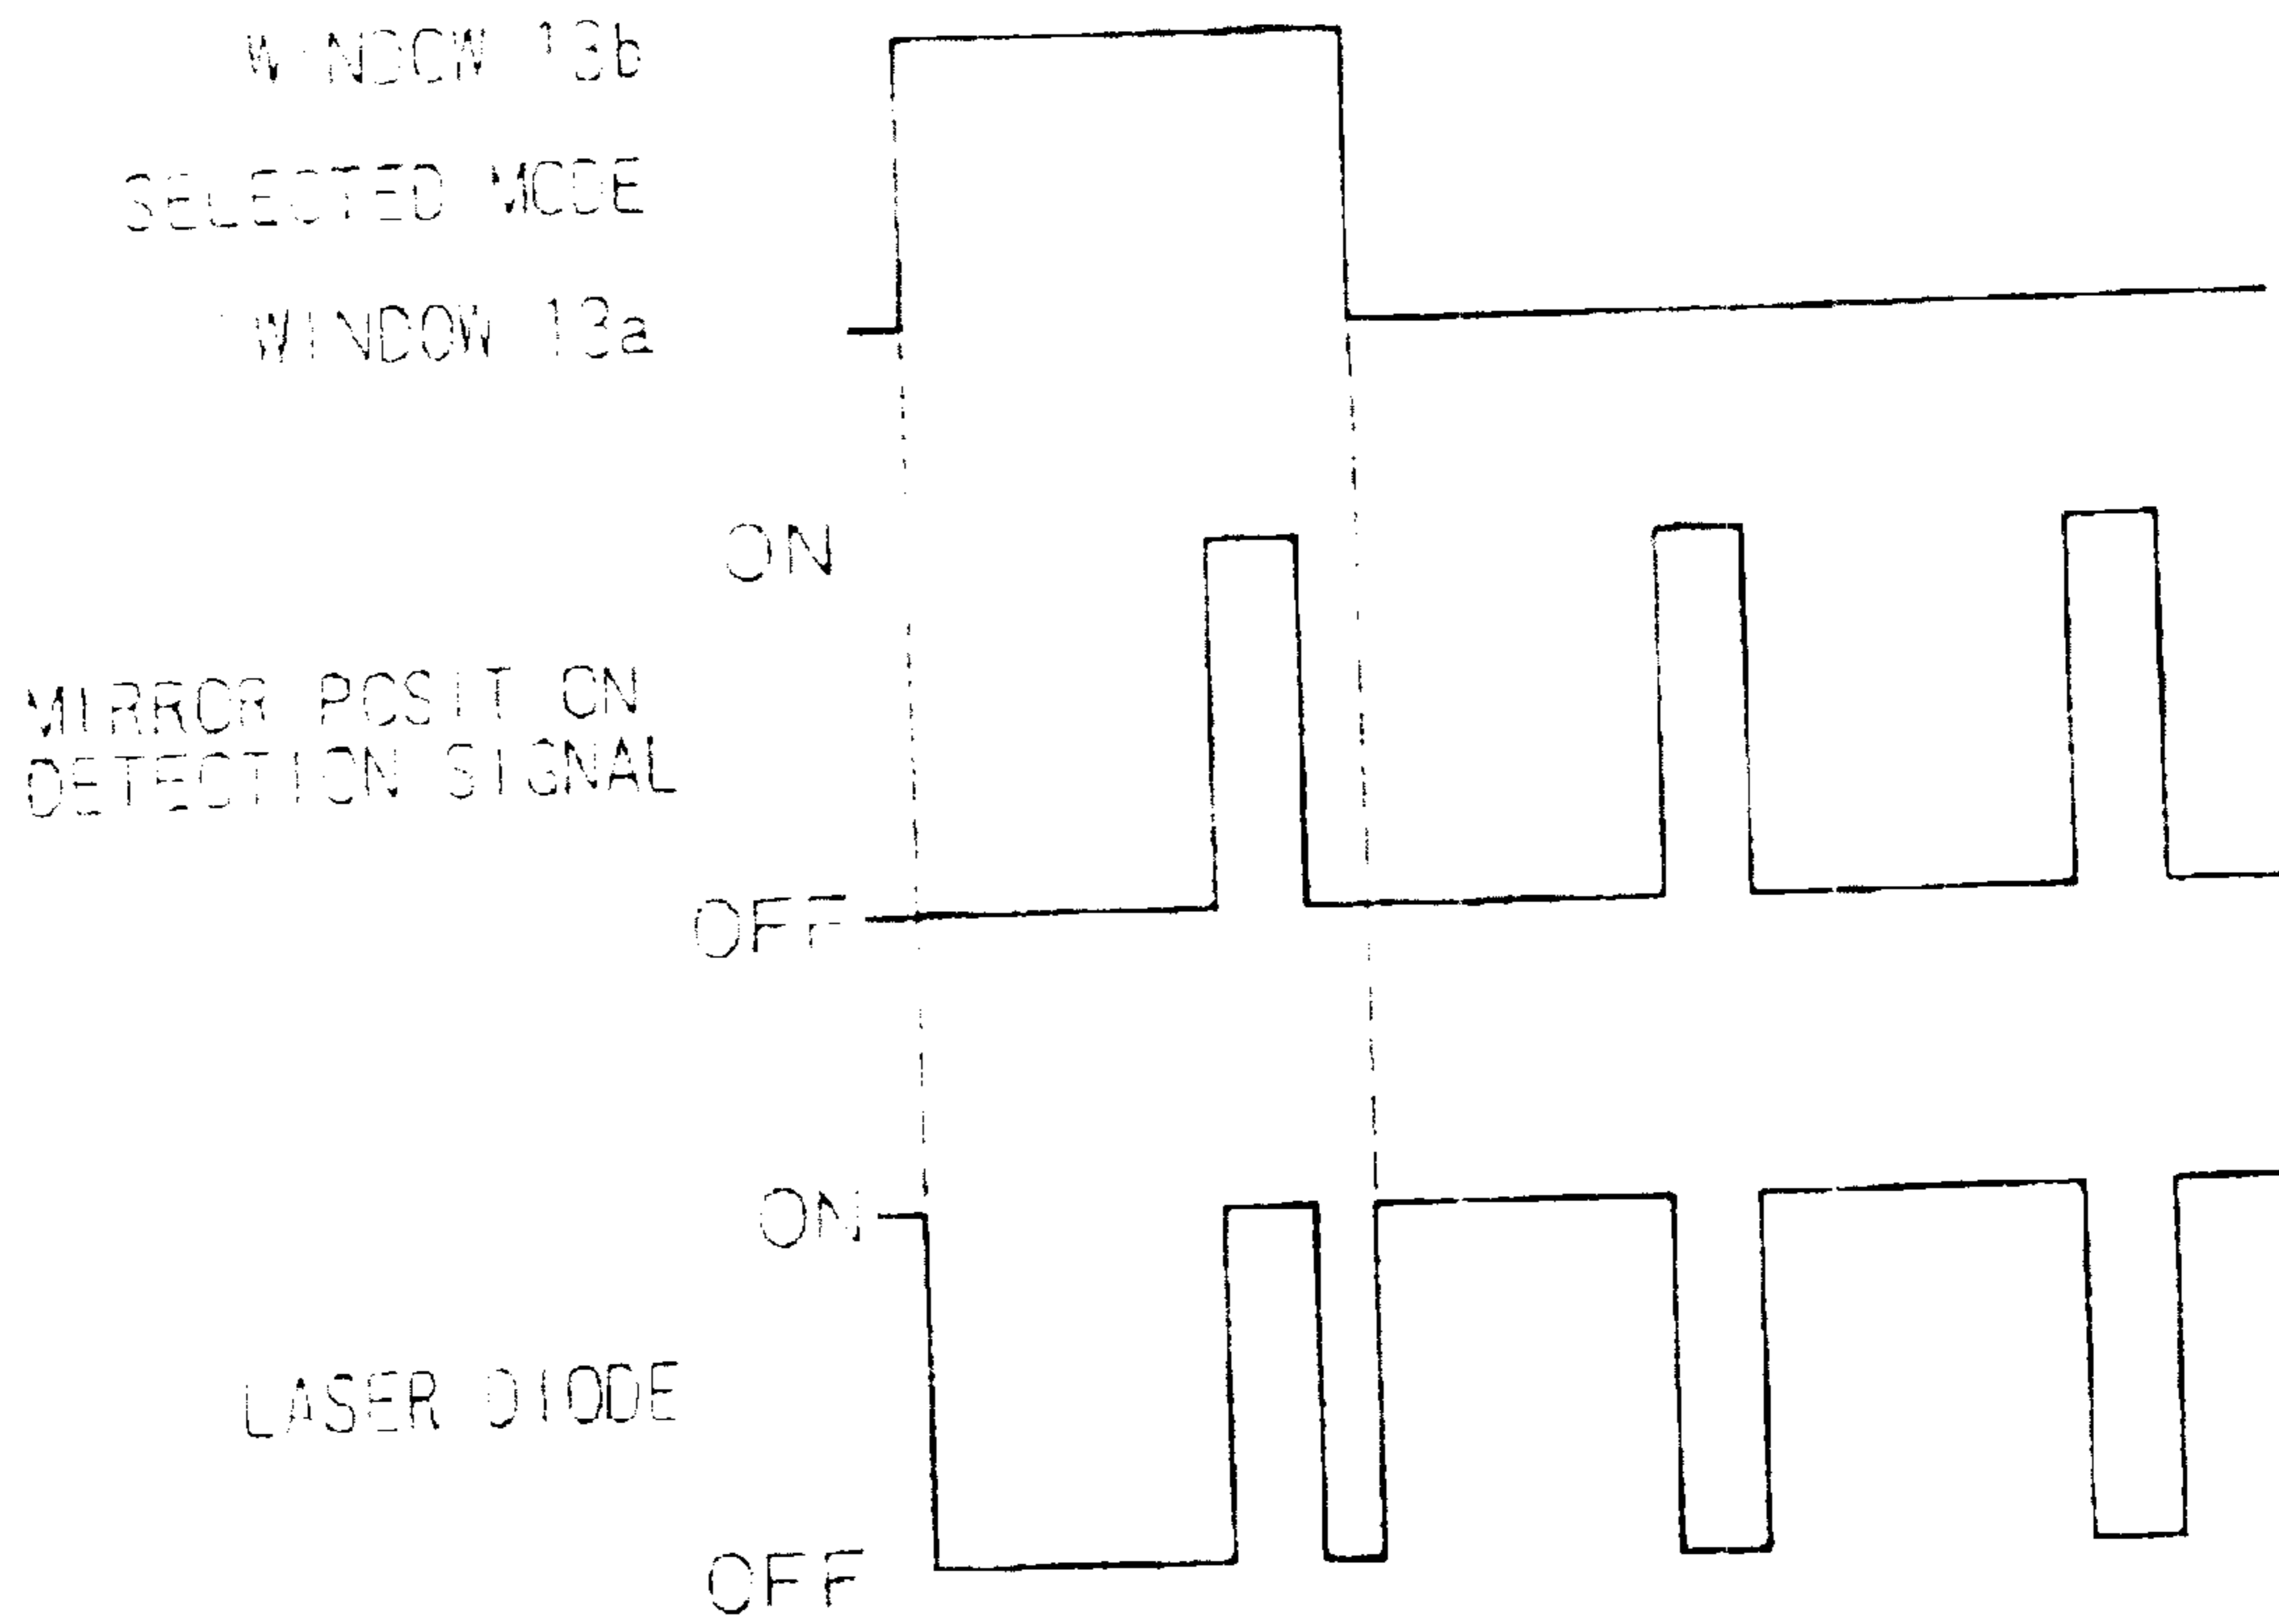 WINDOW 13b
SELECTED MODE
WINDOW 13a
ON
MIRROR POSITION
DETECTION SIGNAL
OFF
ON
LASER DIODE
OFF